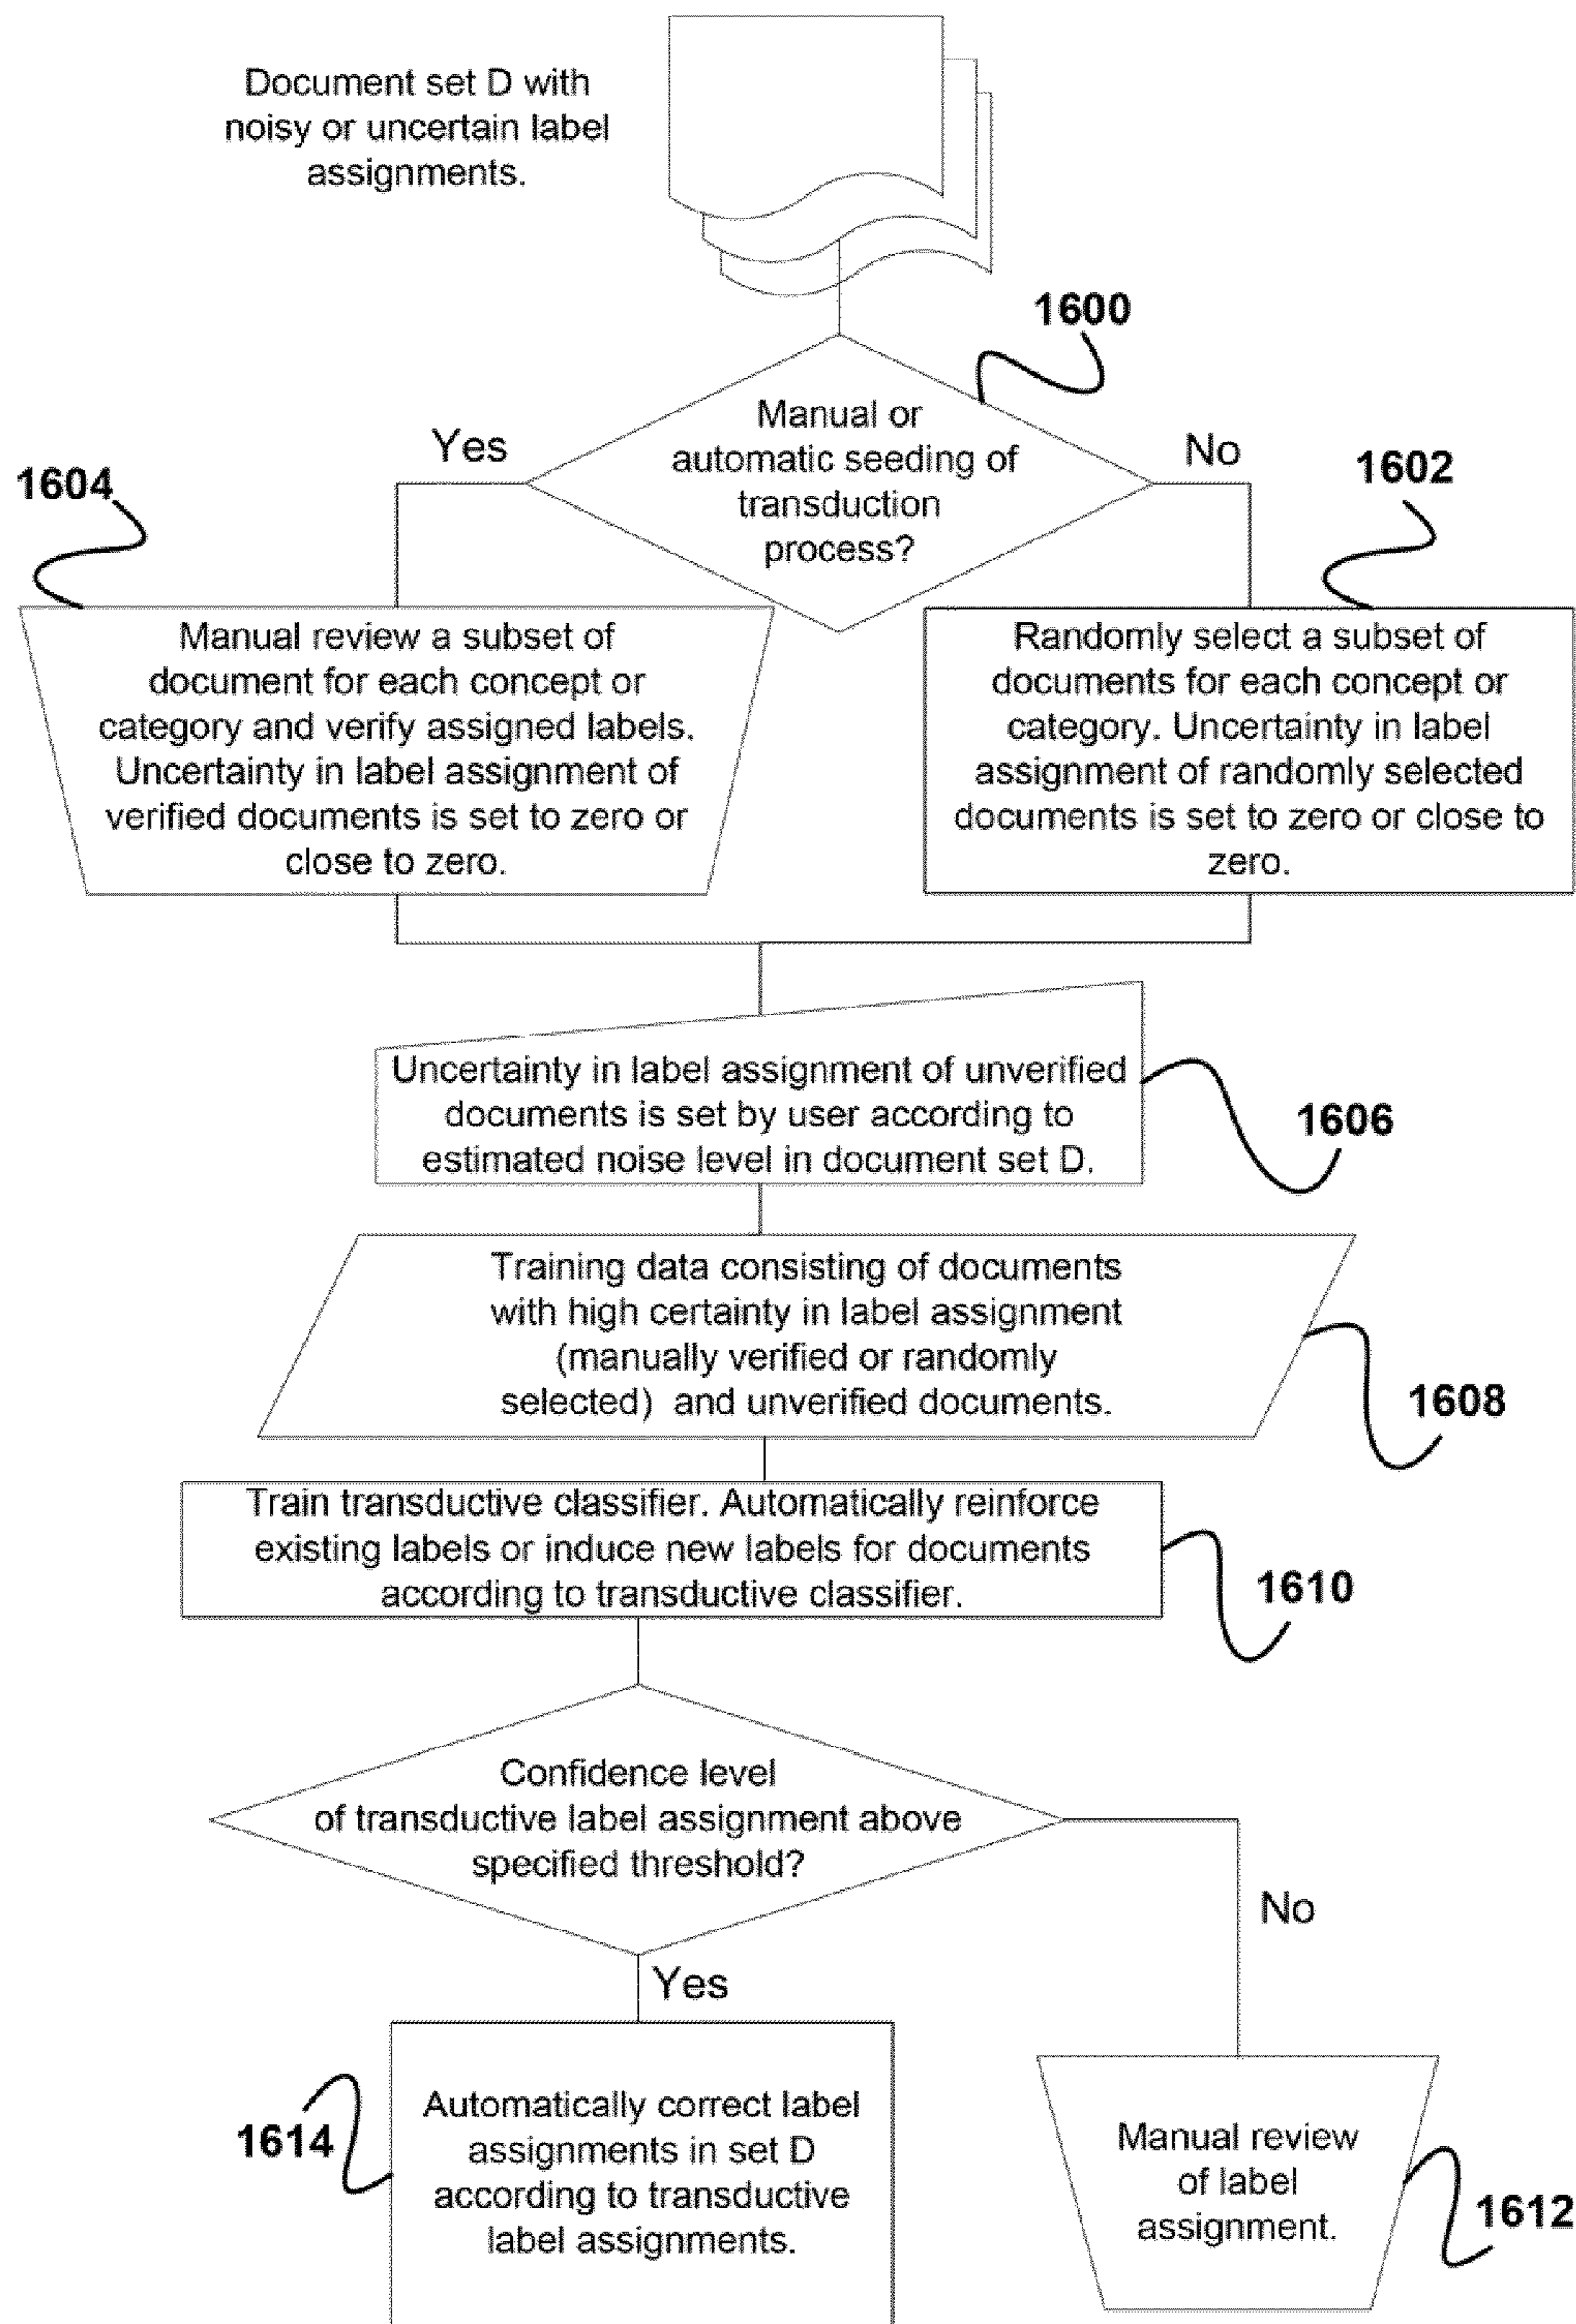 Document set D with
noisy or uncertain label
assignments.
1600
Manual or
automatic seeding of
transduction
process?
Yes
No
1604
1602
Manual review a subset of
document for each concept or
category and verify assigned labels.
Uncertainty in label assignment of
verified documents is set to zero or
close to zero.
Randomly select a subset of
documents for each concept or
category. Uncertainty in label
assignment of randomly selected
documents is set to zero or close to
zero.
Uncertainty in label assignment of unverified
documents is set by user according to
estimated noise level in document set D.
1606
Training data consisting of documents
with high certainty in label assignment
(manually verified or randomly
selected) and unverified documents.
1608
Train transductive classifier. Automatically reinforce
existing labels or induce new labels for documents
according to transductive classifier.
1610
Confidence level
of transductive label assignment above
specified threshold?
No
Yes
Automatically correct label
assignments in set D
according to transductive
label assignments.
1614
Manual review
of label
assignment.
1612